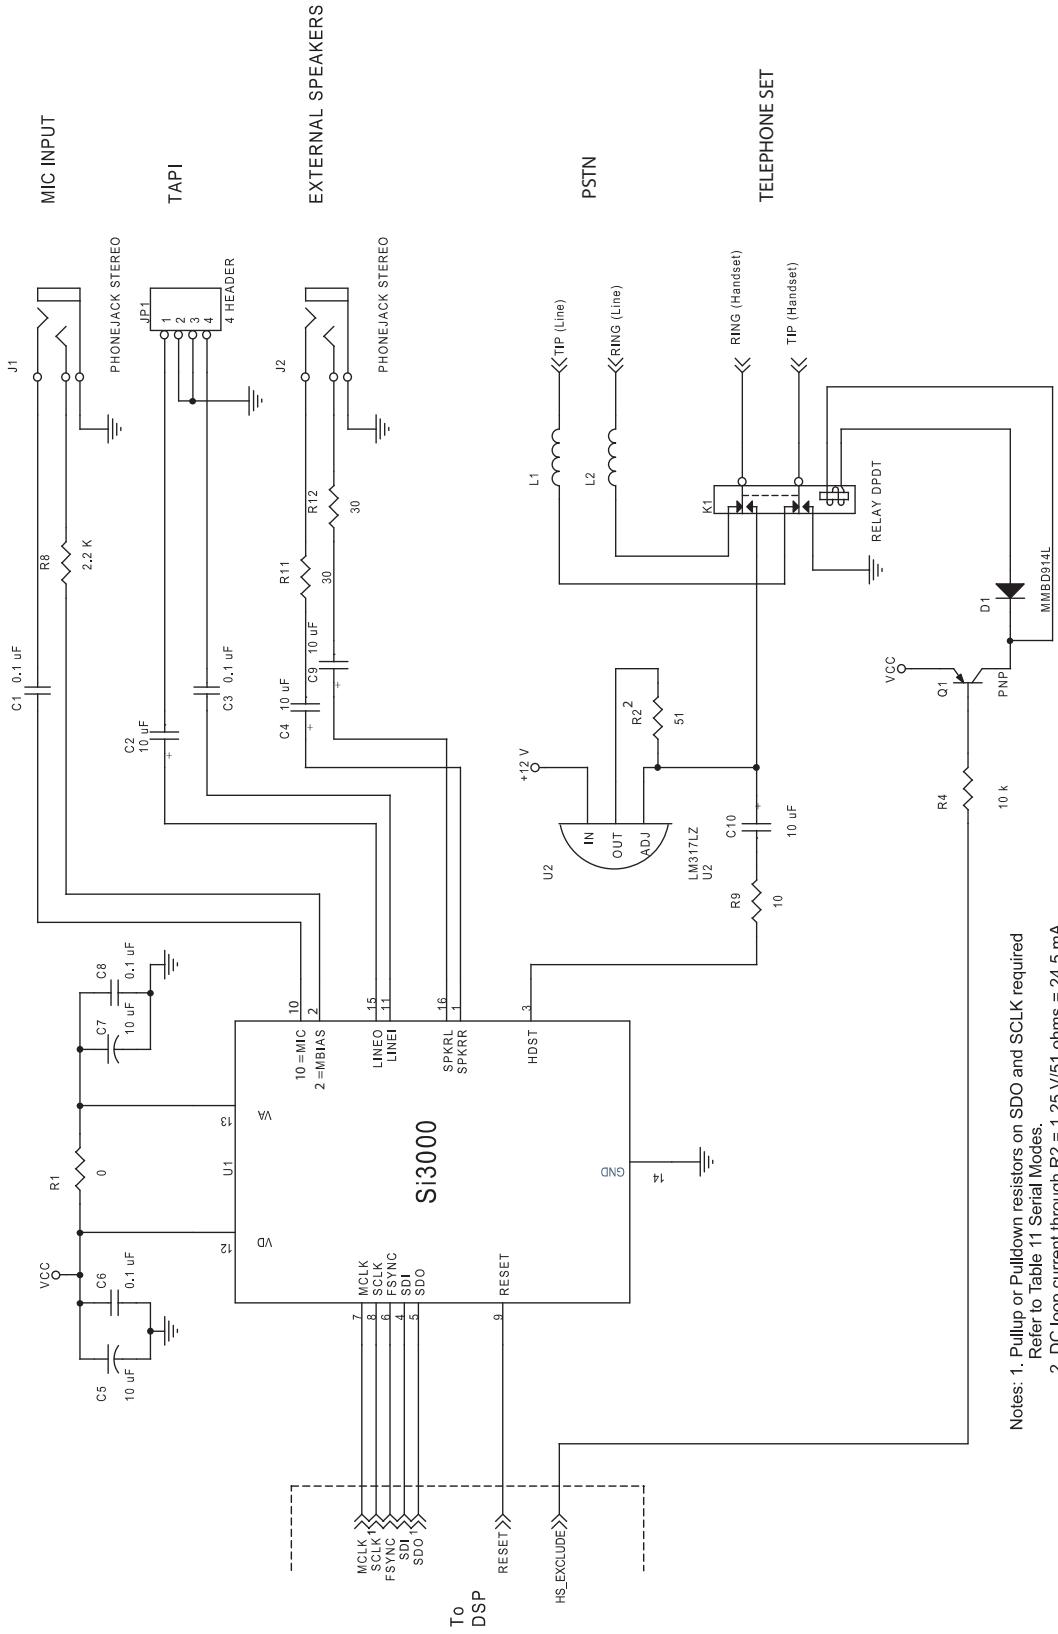 MIC INPUT
TAPI
EXTERNAL SPEAKERS
PSTN
TELEPHONE SET
J1
PHONEJACK STEREO
JP1
1
2
3
4
4 HEADER
J2
PHONEJACK STEREO
TIP (Line)
RING (Line)
RING (Handset)
TIP (Handset)
C1
0.1 uF
R8
2.2 K
C2
10 uF
+
C3
0.1 uF
R11
30
R12
30
C4
10 uF
+
C9
10 uF
+
L1
L2
K1
RELAY DPDT
D1
MMBD914L
VCC
Q1
PNP
R4
10 k
+12 V
U2
IN
OUT
ADJ
LM317LZ
U2
R2
2
51
C10
+
10 uF
R9
10
VCC
C5
10 uF
C6
0.1 uF
R1
0
C7
10 uF
C8
0.1 uF
U1
Si3000
12
VD
13
VA
10
10 =MIC
2
2 =MBIAS
15
LINEO
11
LINEI
16
SPKRL
1
SPKRR
3
HDST
14
GND
7
MCLK
8
SCLK
6
FSYNC
4
SDI
5
SDO
9
RESET
MCLK
SCLK 1
FSYNC
SDI
SDO 1
RESET
HS_EXCLUDE
To
DSP
Notes: 1. Pullup or Pulldown resistors on SDO and SCLK required
Refer to Table 11 Serial Modes.
2. DC loop current through R2 = 1.25 V/51 ohms = 24.5 mA